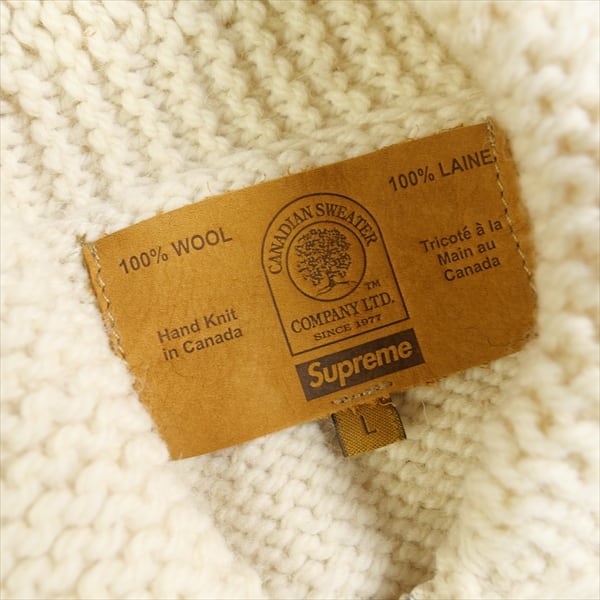 100% WOOL
Hand Knit
in Canada
CANADIAN SWEATER
COMPANY LTD.
TM
SINCE 1977
Supreme
100% LAINE
Tricoté à la
Main au
Canada
L